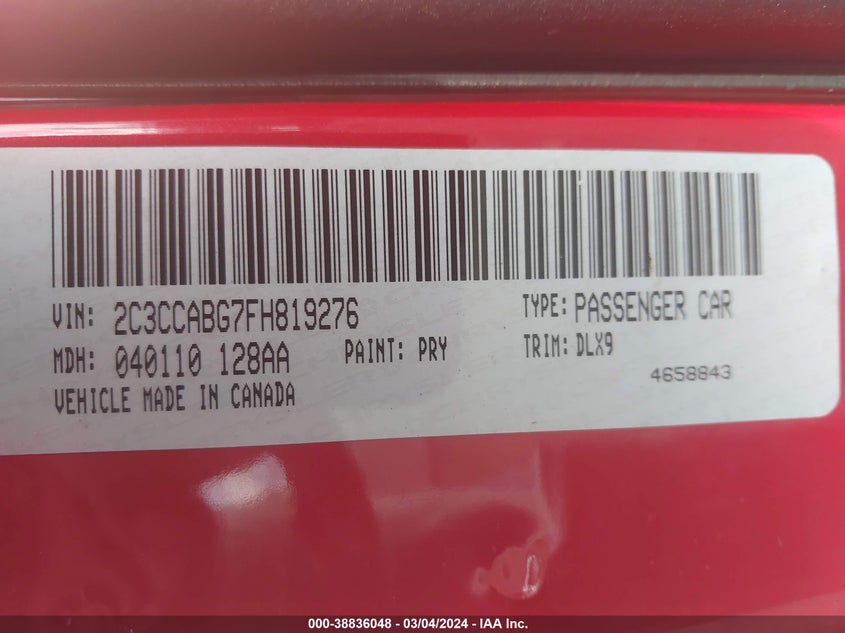 VIN: 2C3CCABG7FH819276 TYPE: PASSENGER CAR
MDH: 040110 128AA PAINT: PRY TRIM: DLX9
VEHICLE MADE IN CANADA 4658843
000-38836048 - 03/04/2024 - IAA Inc.